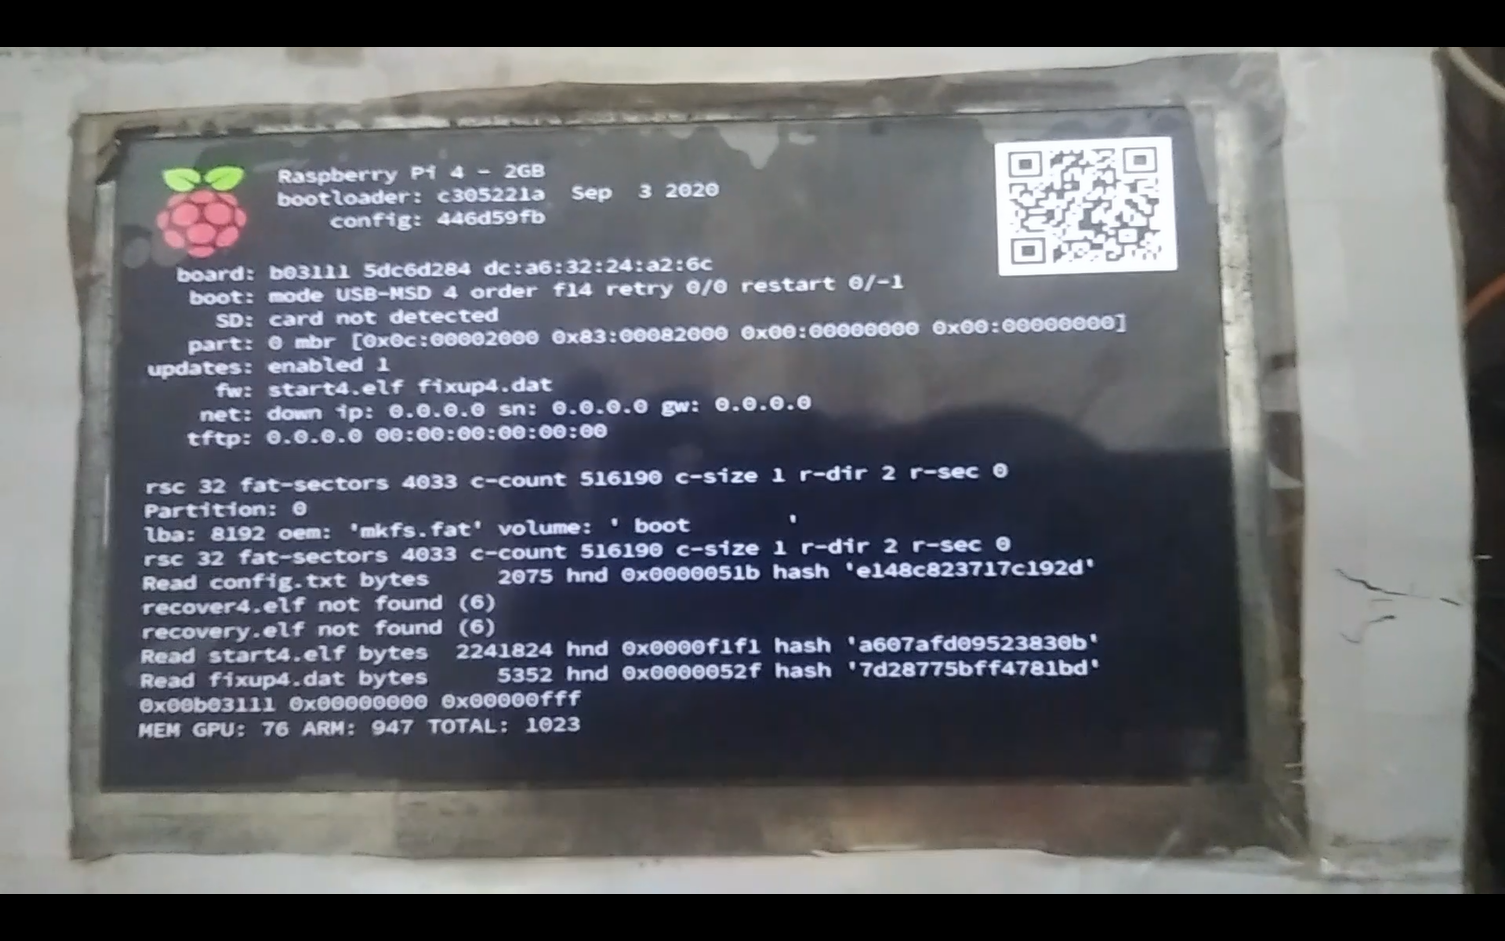 Raspberry Pi 4 - 2GB
bootloader: c305221a Sep 3 2020
config: 446d59fb
board: b03111 5dc6d284 dc:a6:32:24:a2:6c
boot: mode USB-MSD 4 order f14 retry 0/0 restart 0/-1
SD: card not detected
part: 0 mbr [0x0c:00002000 0x83:00082000 0x00:00000000 0x00:00000000]
updates: enabled 1
fw: start4.elf fixup4.dat
net: down ip: 0.0.0.0 sn: 0.0.0.0 gw: 0.0.0.0
tftp: 0.0.0.0 00:00:00:00:00:00
rsc 32 fat-sectors 4033 c-count 516190 c-size 1 r-dir 2 r-sec 0
Partition: 0
lba: 8192 oem: 'mkfs.fat' volume: ' boot '
rsc 32 fat-sectors 4033 c-count 516190 c-size 1 r-dir 2 r-sec 0
Read config.txt bytes 2075 hnd 0x0000051b hash 'e148c823717c192d'
recover4.elf not found (6)
recovery.elf not found (6)
Read start4.elf bytes 2241824 hnd 0x0000f1f1 hash 'a607afd09523830b'
Read fixup4.dat bytes 5352 hnd 0x0000052f hash '7d28775bff4781bd'
0x00b03111 0x00000000 0x00000fff
MEM GPU: 76 ARM: 947 TOTAL: 1023